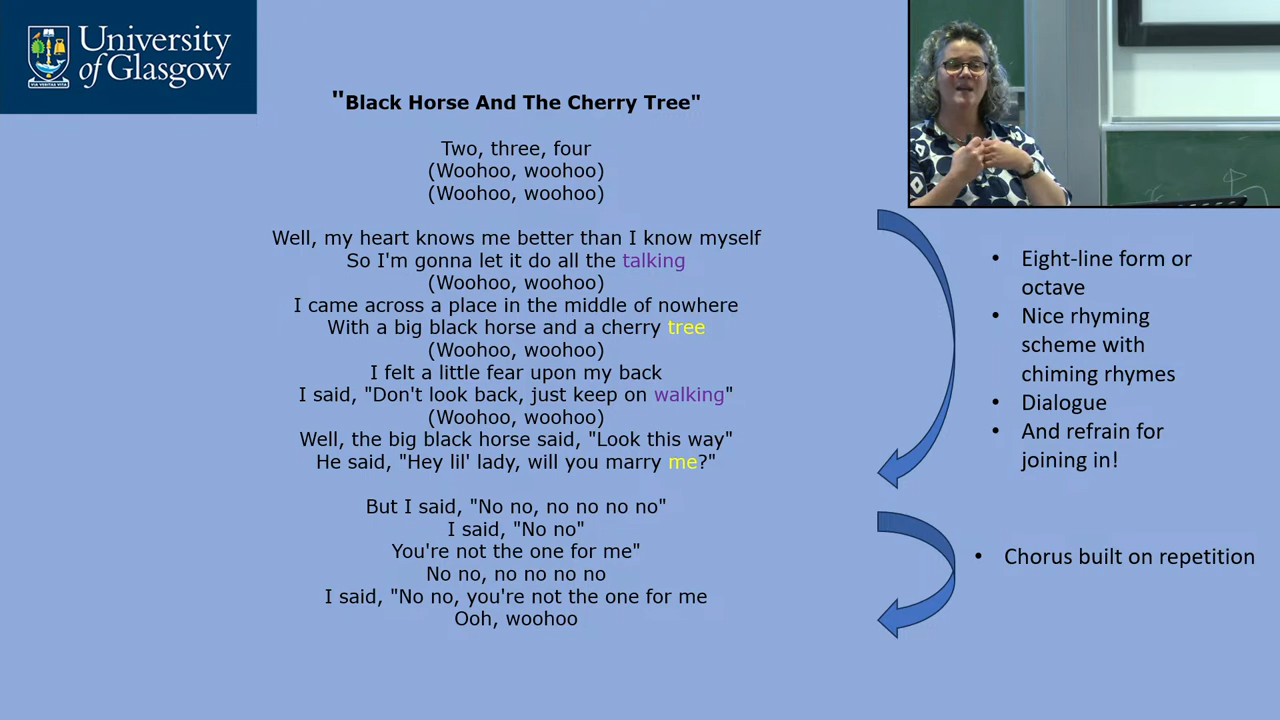 University
of Glasgow
VIA VERITAS VITA
"Black Horse And The Cherry Tree"
Two, three, four
(Woohoo, woohoo)
(Woohoo, woohoo)
Well, my heart knows me better than I know myself
So I'm gonna let it do all the talking
(Woohoo, woohoo)
I came across a place in the middle of nowhere
With a big black horse and a cherry tree
(Woohoo, woohoo)
I felt a little fear upon my back
I said, "Don't look back, just keep on walking"
(Woohoo, woohoo)
Well, the big black horse said, "Look this way"
He said, "Hey lil' lady, will you marry me?"
But I said, "No no, no no no no"
I said, "No no"
You're not the one for me"
No no, no no no no
I said, "No no, you're not the one for me
Ooh, woohoo
• Eight-line form or
octave
• Nice rhyming
scheme with
chiming rhymes
• Dialogue
• And refrain for
joining in!
• Chorus built on repetition